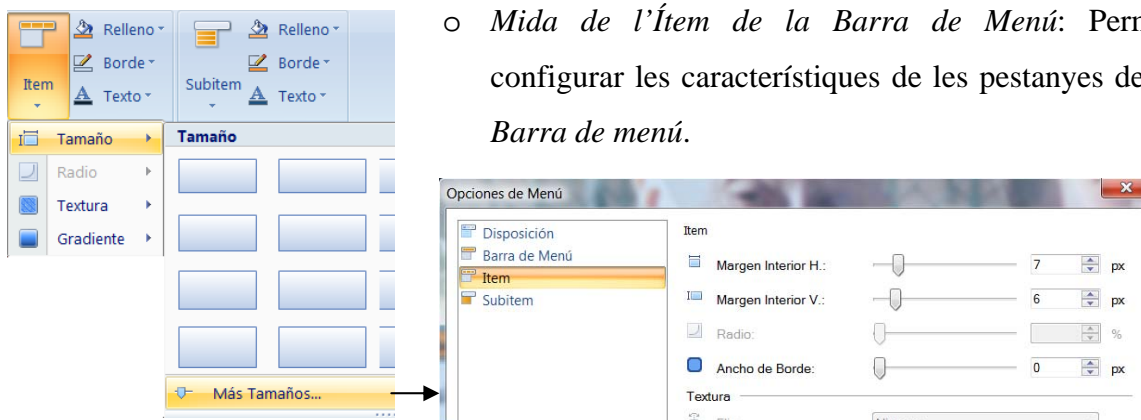 Relleno
Borde
Texto
Item
Relleno
Borde
Texto
Subitem
Tamaño
Radio
Textura
Gradiente
Tamaño
Más Tamaños...
o Mida de l'Ítem de la Barra de Menú:
configurar les característiques de les pestanyes de
Barra de menú.
Opciones de Menú
Disposición
Barra de Menú
Item
Subitem
Item
Margen Interior H.: 7 px
Margen Interior V.: 6 px
Radio: %
Ancho de Borde: 0 px
Textura